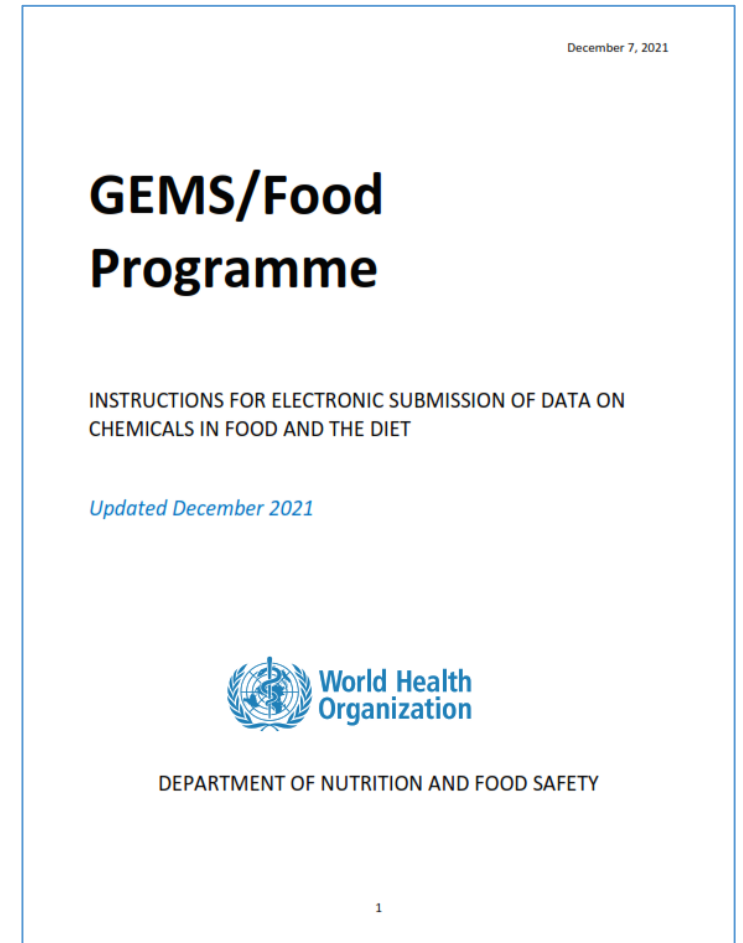 December 7, 2021
GEMS/Food
Programme
INSTRUCTIONS FOR ELECTRONIC SUBMISSION OF DATA ON
CHEMICALS IN FOOD AND THE DIET
Updated December 2021
World Health
Organization
DEPARTMENT OF NUTRITION AND FOOD SAFETY
1